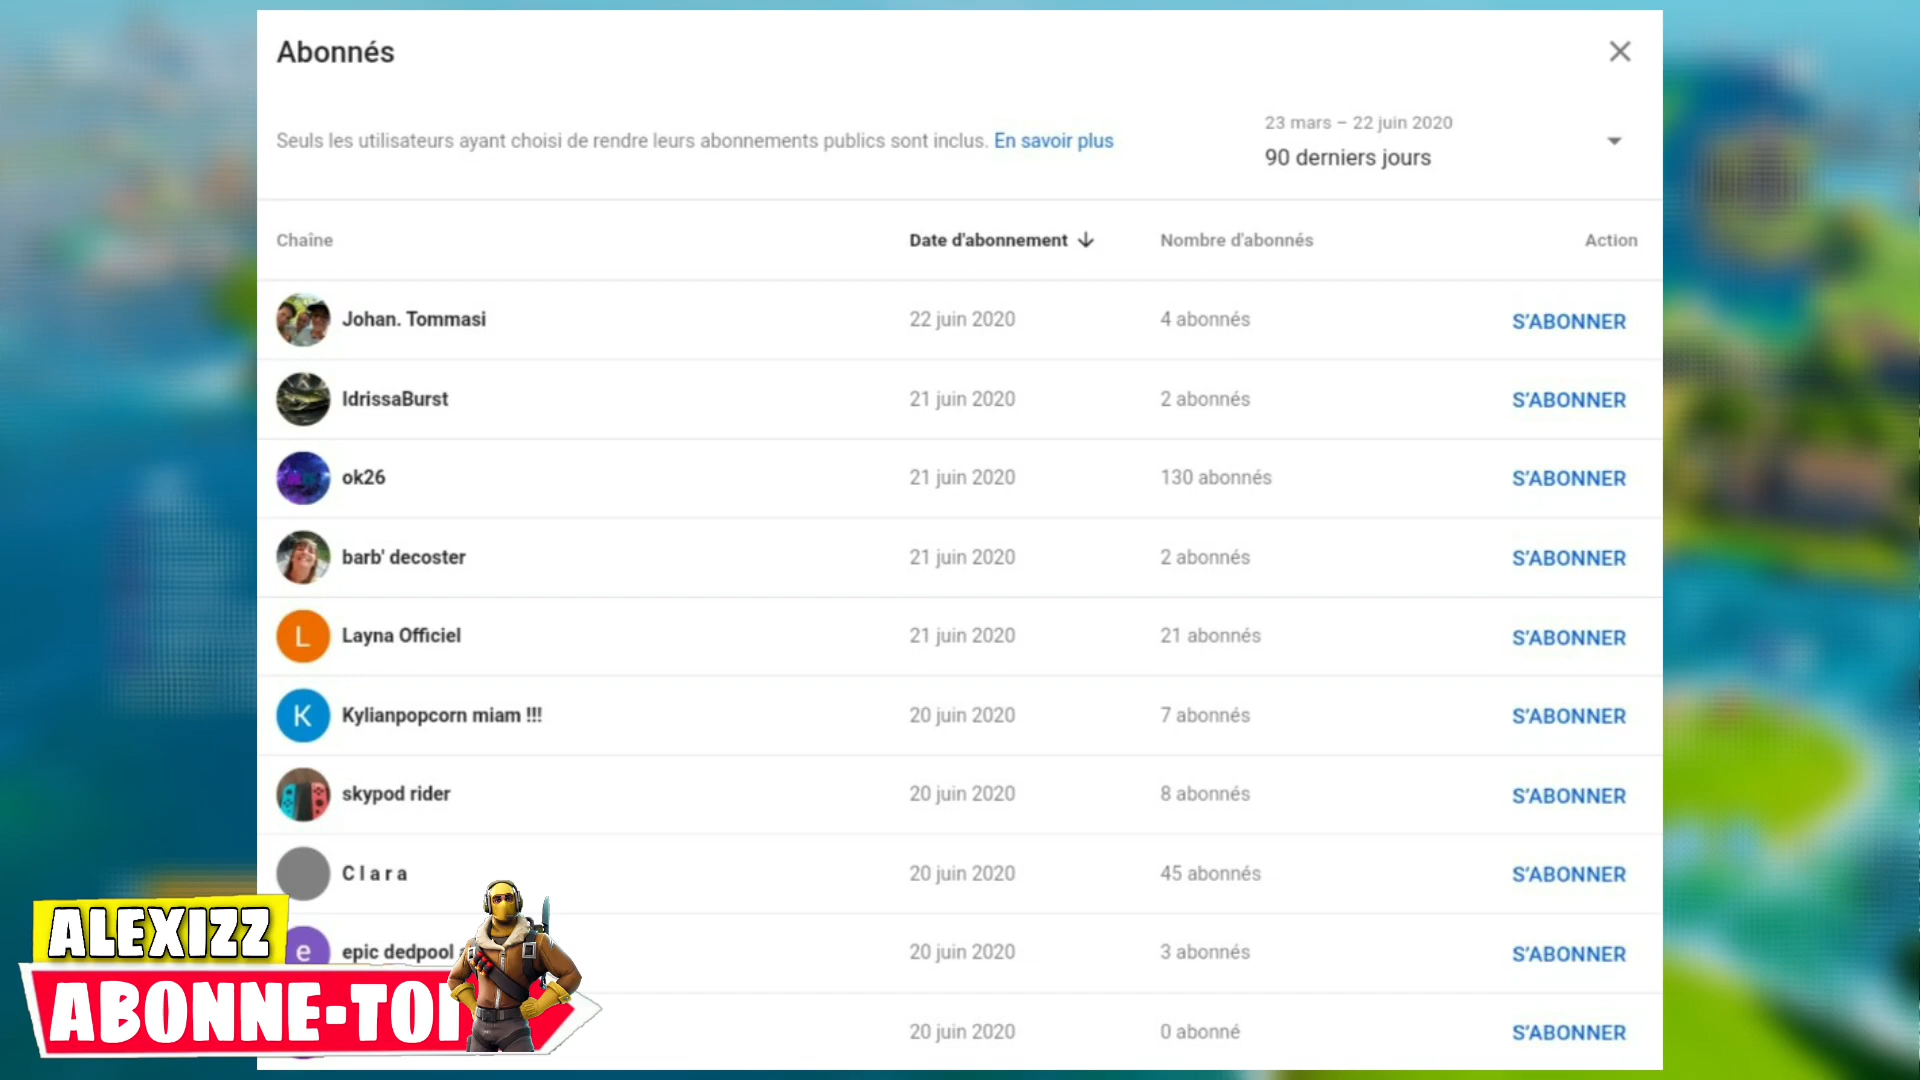 Abonnés
Seuls les utilisateurs ayant choisi de rendre leurs abonnements publics sont inclus. En savoir plus
23 mars – 22 juin 2020
90 derniers jours
Chaîne Date d'abonnement Nombre d'abonnés Action
Johan. Tommasi 22 juin 2020 4 abonnés S'ABONNER
IdrissaBurst 21 juin 2020 2 abonnés S'ABONNER
ok26 21 juin 2020 130 abonnés S'ABONNER
barb' decoster 21 juin 2020 2 abonnés S'ABONNER
L Layna Officiel 21 juin 2020 21 abonnés S'ABONNER
K Kylianpopcorn miam !!! 20 juin 2020 7 abonnés S'ABONNER
skypod rider 20 juin 2020 8 abonnés S'ABONNER
C l a r a 20 juin 2020 45 abonnés S'ABONNER
e epic dedpool 20 juin 2020 3 abonnés S'ABONNER
20 juin 2020 0 abonné S'ABONNER
ALEXIZZ
ABONNE-TOI